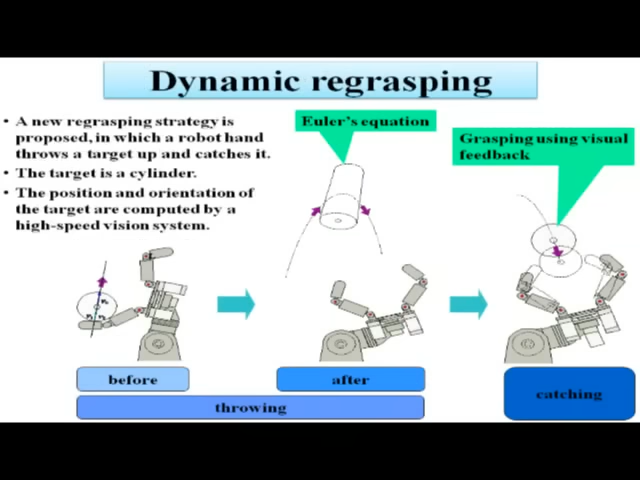 Dynamic regrasping
• A new regrasping strategy is
proposed, in which a robot hand
throws a target up and catches it.
• The target is a cylinder.
• The position and orientation of
the target are computed by a
high-speed vision system.
Euler's equation
Grasping using visual
feedback
before
after
throwing
catching